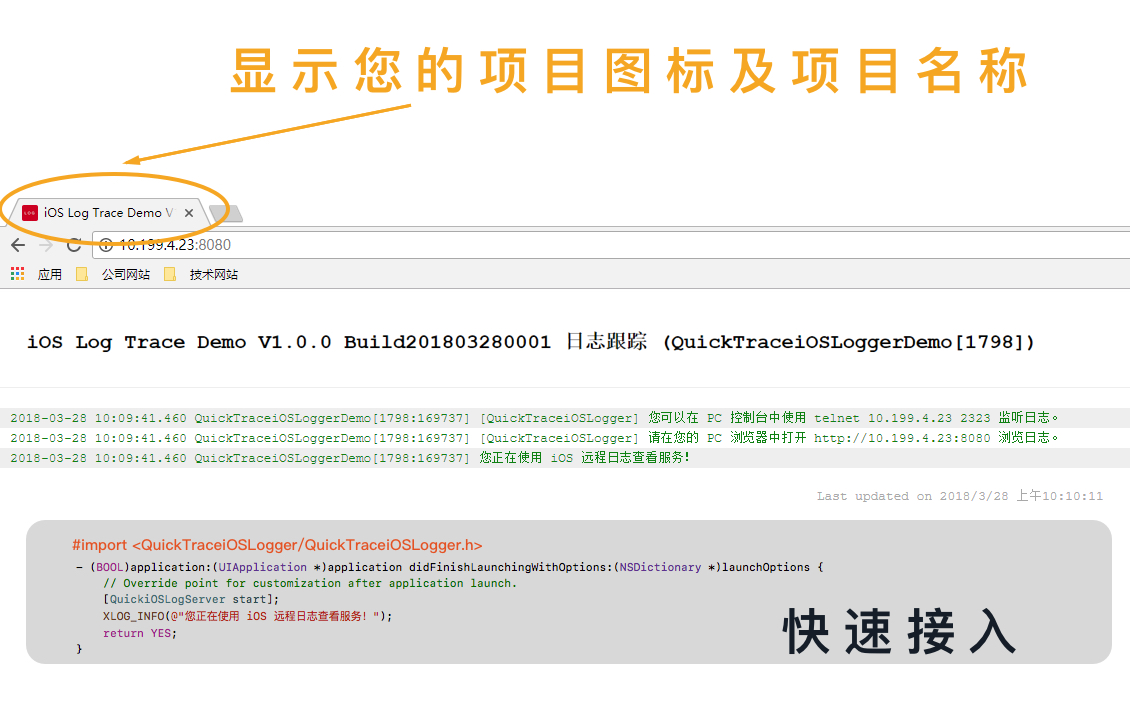 显示您的项目图标及项目名称
LOG
iOS Log Trace Demo V
10.199.4.23:8080
应用 公司网站 技术网站
iOS Log Trace Demo V1.0.0 Build201803280001 日志跟踪 (QuickTraceiOSLoggerDemo[1798])
2018-03-28 10:09:41.460 QuickTraceiOSLoggerDemo[1798:169737] [QuickTraceiOSLogger] 您可以在 PC 控制台中使用 telnet 10.199.4.23 2323 监听日志。
2018-03-28 10:09:41.460 QuickTraceiOSLoggerDemo[1798:169737] [QuickTraceiOSLogger] 请在您的 PC 浏览器中打开 http://10.199.4.23:8080 浏览日志。
2018-03-28 10:09:41.460 QuickTraceiOSLoggerDemo[1798:169737] 您正在使用 iOS 远程日志查看服务!
Last updated on 2018/3/28 上午10:10:11
#import <QuickTraceiOSLogger/QuickTraceiOSLogger.h>
- (BOOL)application:(UIApplication *)application didFinishLaunchingWithOptions:(NSDictionary *)launchOptions {
// Override point for customization after application launch.
[QuickiOSLogServer start];
XLOG_INFO(@"您正在使用 iOS 远程日志查看服务! ");
return YES;
}
快速接入